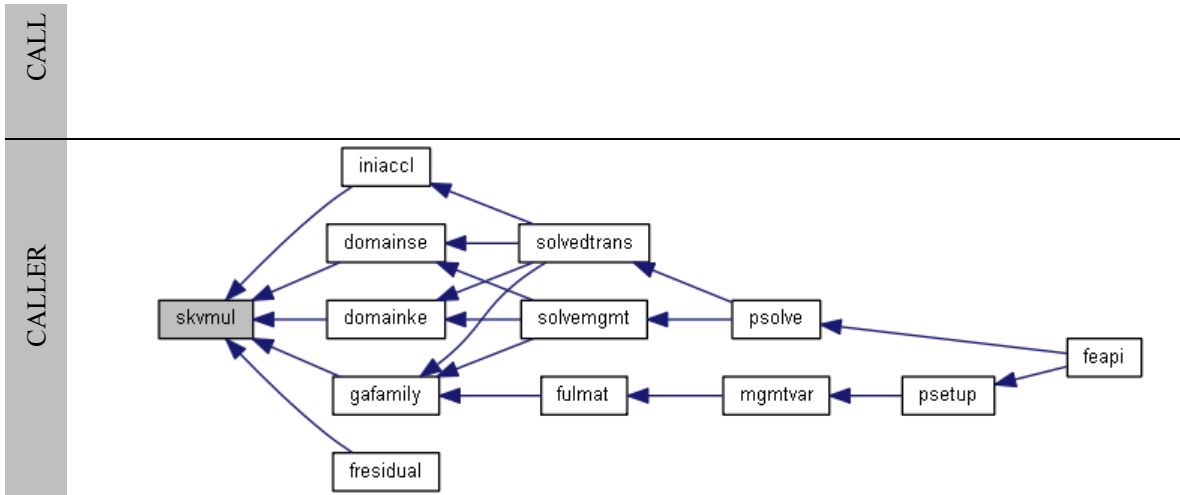 CALL
CALLER
iniaccl
domainse
solvedtrans
skvmul
domainke
solvemgmt
psolve
feapi
gafamily
fulmat
mgmtvar
psetup
fresidual